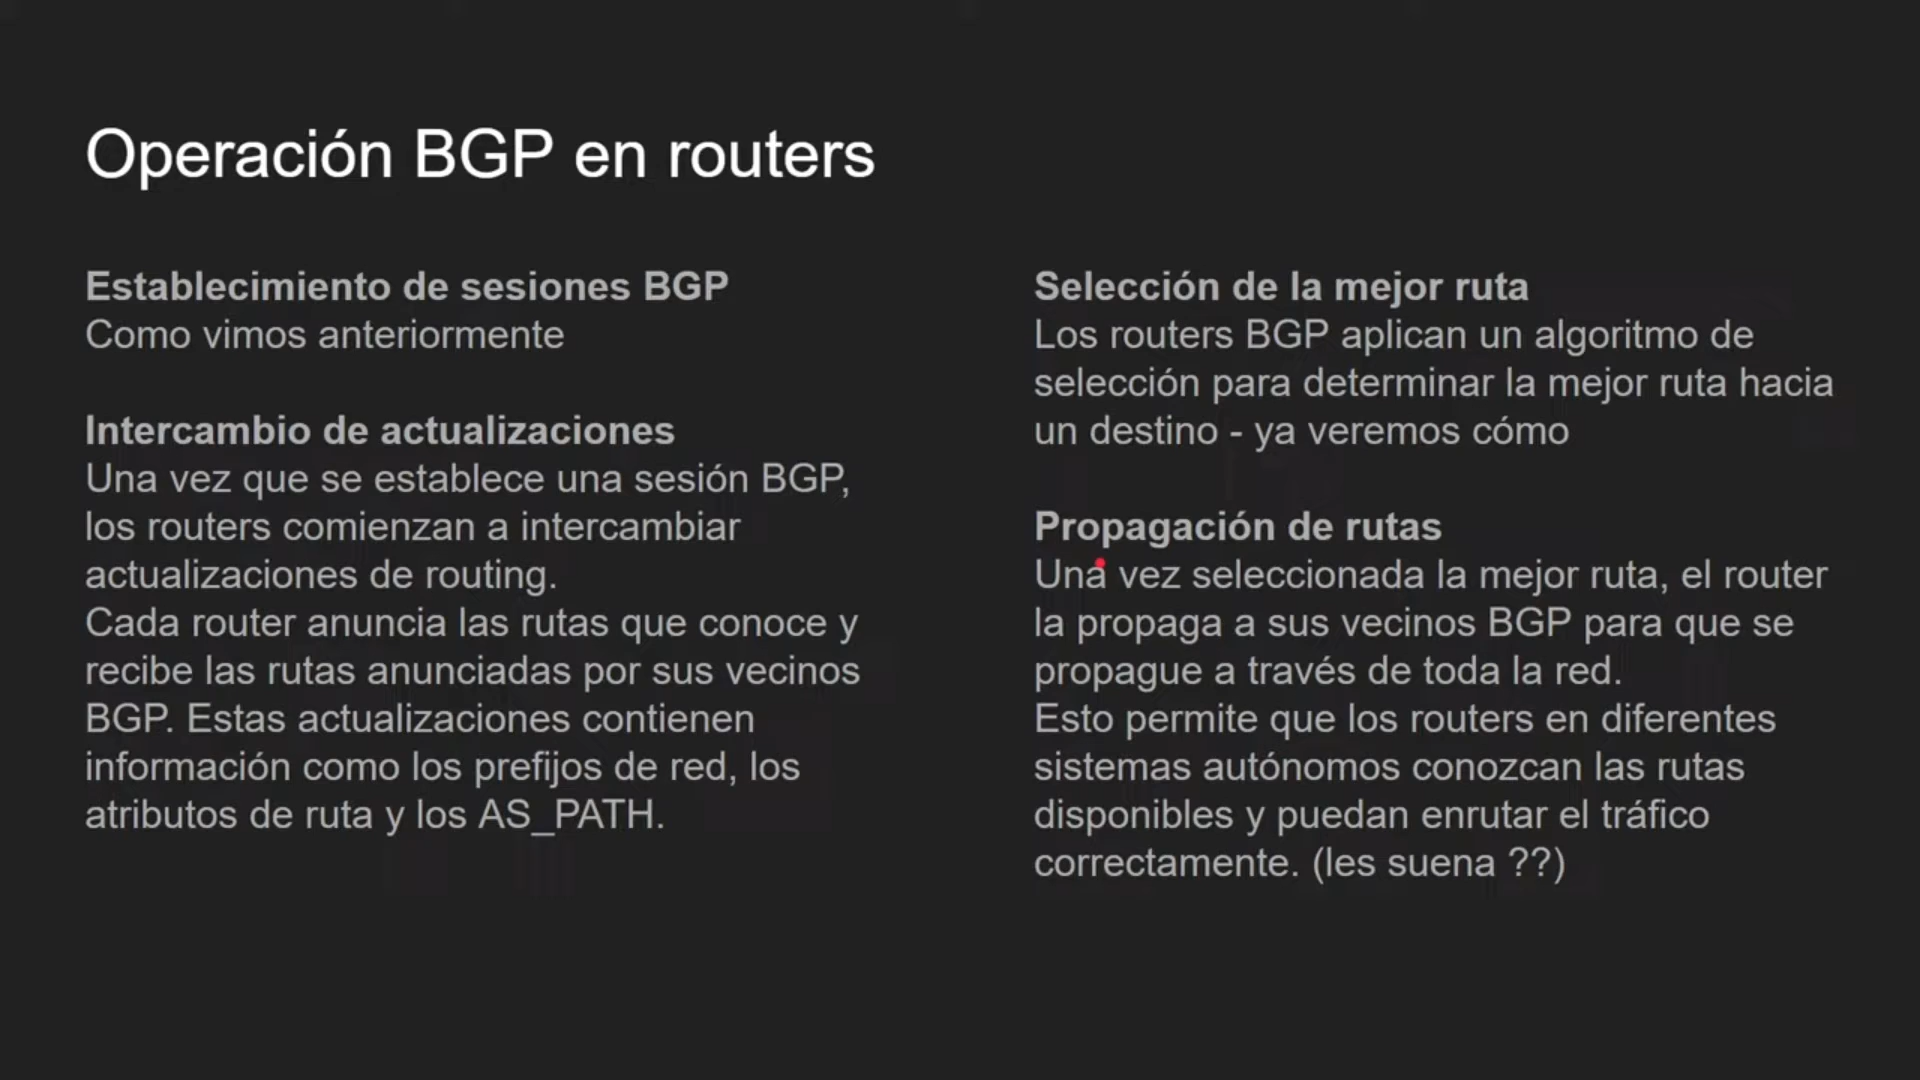 Operación BGP en routers
Establecimiento de sesiones BGP
Como vimos anteriormente
Intercambio de actualizaciones
Una vez que se establece una sesión BGP,
los routers comienzan a intercambiar
actualizaciones de routing.
Cada router anuncia las rutas que conoce y
recibe las rutas anunciadas por sus vecinos
BGP. Estas actualizaciones contienen
información como los prefijos de red, los
atributos de ruta y los AS_PATH.
Selección de la mejor ruta
Los routers BGP aplican un algoritmo de
selección para determinar la mejor ruta hacia
un destino - ya veremos cómo
Propagación de rutas
Una vez seleccionada la mejor ruta, el router
la propaga a sus vecinos BGP para que se
propague a través de toda la red.
Esto permite que los routers en diferentes
sistemas autónomos conozcan las rutas
disponibles y puedan enrutar el tráfico
correctamente. (les suena ??)